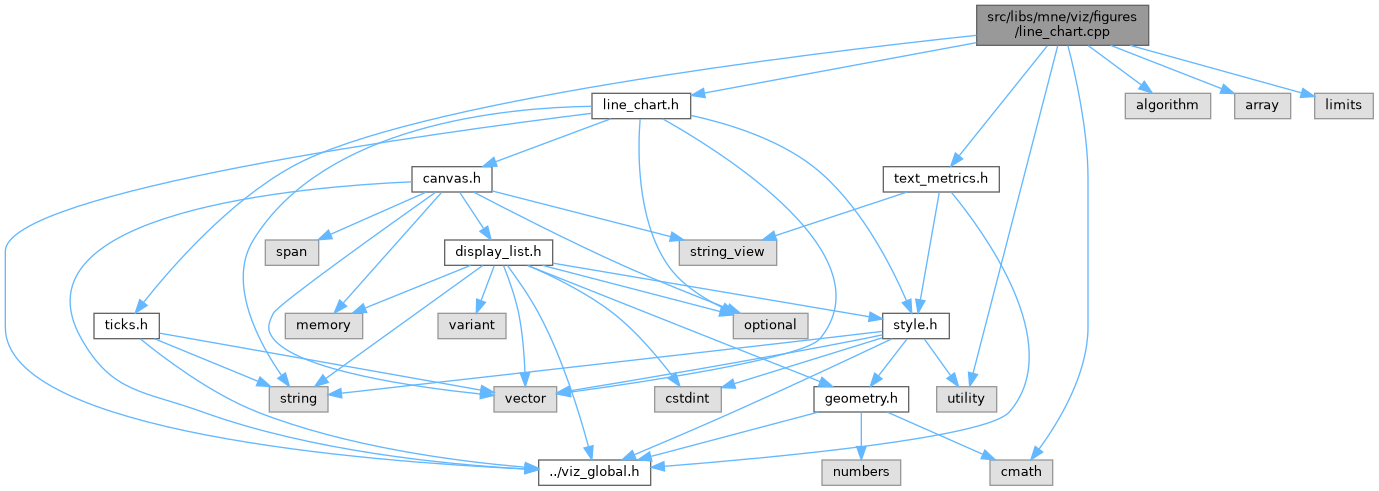 src/libs/mne/viz/figures
/line_chart.cpp
line_chart.h
algorithm
array
limits
canvas.h
text_metrics.h
span
display_list.h
string_view
ticks.h
memory
variant
optional
style.h
string
vector
cstdint
geometry.h
utility
../viz_global.h
numbers
cmath